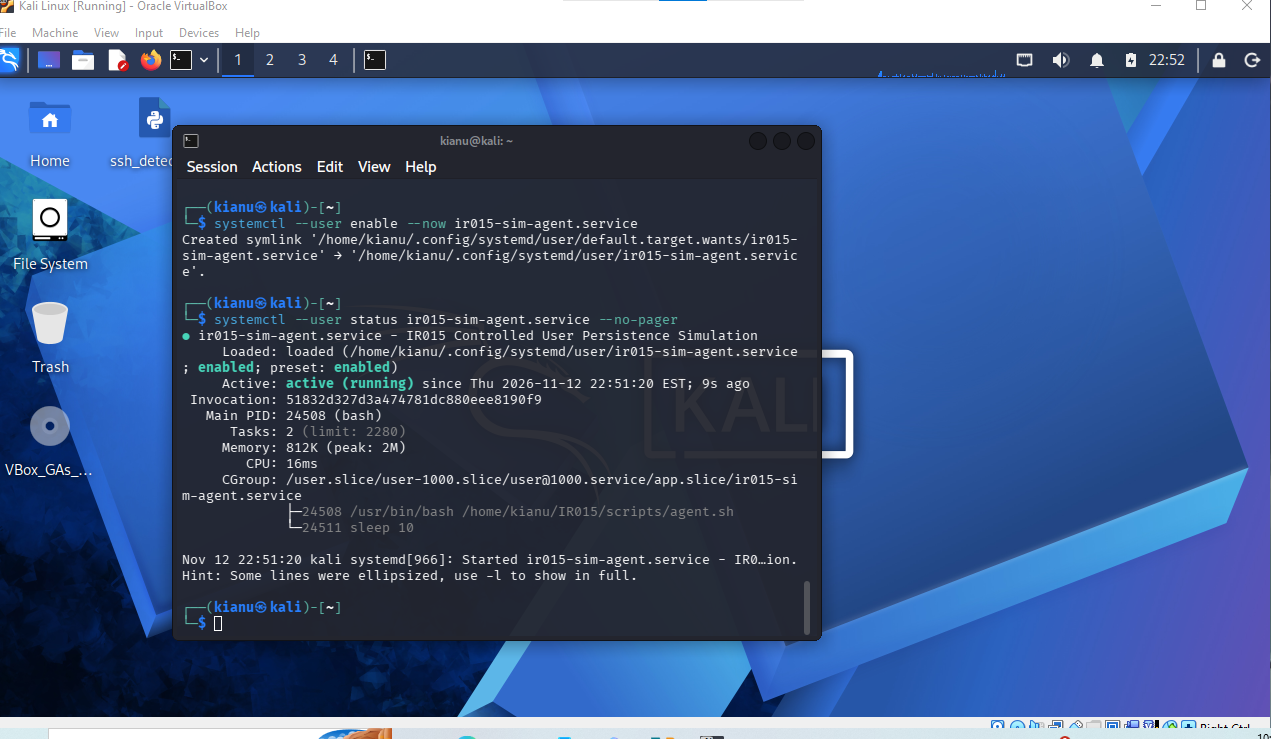 Kali Linux [Running] - Oracle VirtualBox
File Machine View Input Devices Help
1 2 3 4 22:52
Home
ssh_detec
File System
Trash
VBox_GAs_...
kianu@kali: ~
Session Actions Edit View Help
┌──(kianu㉿kali)-[~]
└─$ systemctl --user enable --now ir015-sim-agent.service
Created symlink '/home/kianu/.config/systemd/user/default.target.wants/ir015-
sim-agent.service' → '/home/kianu/.config/systemd/user/ir015-sim-agent.servic
e'.
┌──(kianu㉿kali)-[~]
└─$ systemctl --user status ir015-sim-agent.service --no-pager
● ir015-sim-agent.service - IR015 Controlled User Persistence Simulation
Loaded: loaded (/home/kianu/.config/systemd/user/ir015-sim-agent.service
; enabled; preset: enabled)
Active: active (running) since Thu 2026-11-12 22:51:20 EST; 9s ago
Invocation: 51832d327d3a474781dc880eee8190f9
Main PID: 24508 (bash)
Tasks: 2 (limit: 2280)
Memory: 812K (peak: 2M)
CPU: 16ms
CGroup: /user.slice/user-1000.slice/user@1000.service/app.slice/ir015-si
m-agent.service
├─24508 /usr/bin/bash /home/kianu/IR015/scripts/agent.sh
└─24511 sleep 10
Nov 12 22:51:20 kali systemd[966]: Started ir015-sim-agent.service - IR0…ion.
Hint: Some lines were ellipsized, use -l to show in full.
┌──(kianu㉿kali)-[~]
└─$
KALI
Right Ctrl